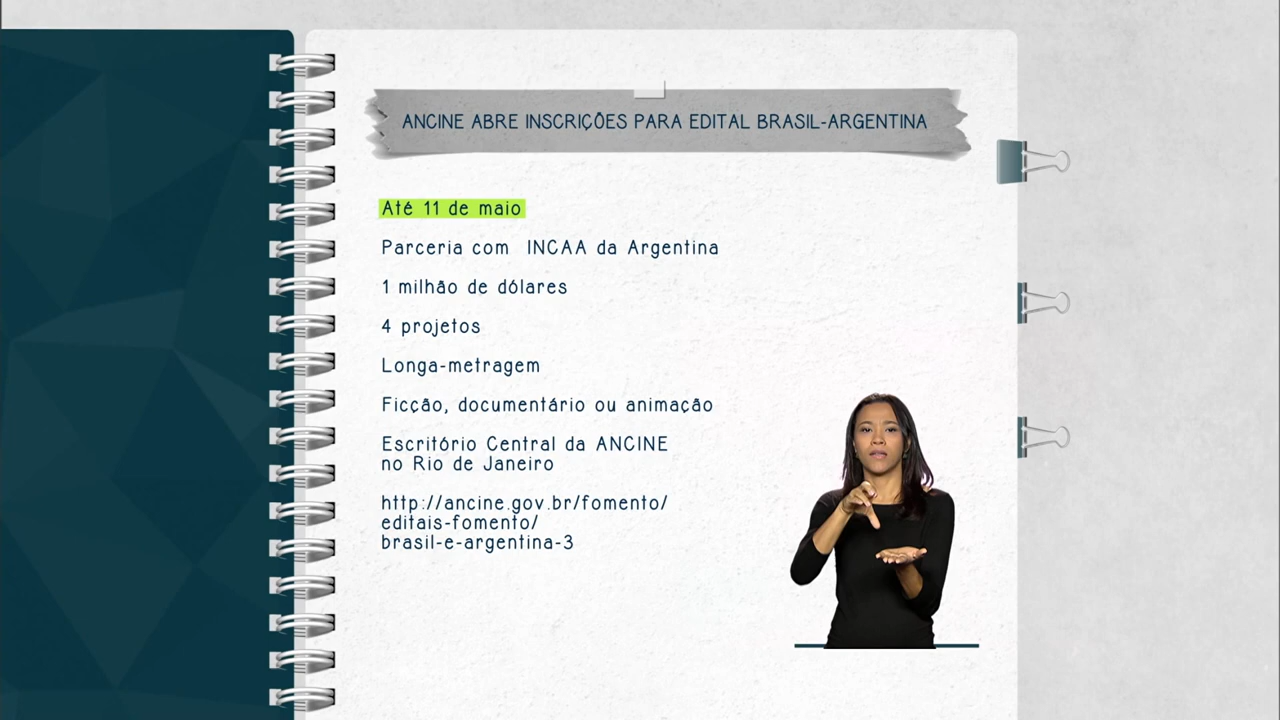 ANCINE ABRE INSCRIÇÕES PARA EDITAL BRASIL-ARGENTINA
Até 11 de maio
Parceria com INCAA da Argentina
1 milhão de dólares
4 projetos
Longa-metragem
Ficção, documentário ou animação
Escritório Central da ANCINE
no Rio de Janeiro
http://ancine.gov.br/fomento/
editais-fomento/
brasil-e-argentina-3